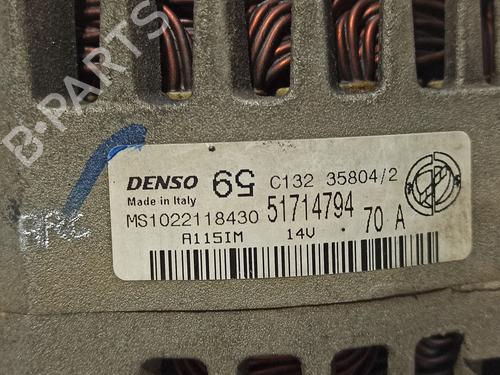 B-PARTS
DENSO 59 C132 35804/2
Made in Italy
MS1022118430 51714794 70 A
A115IM 14V